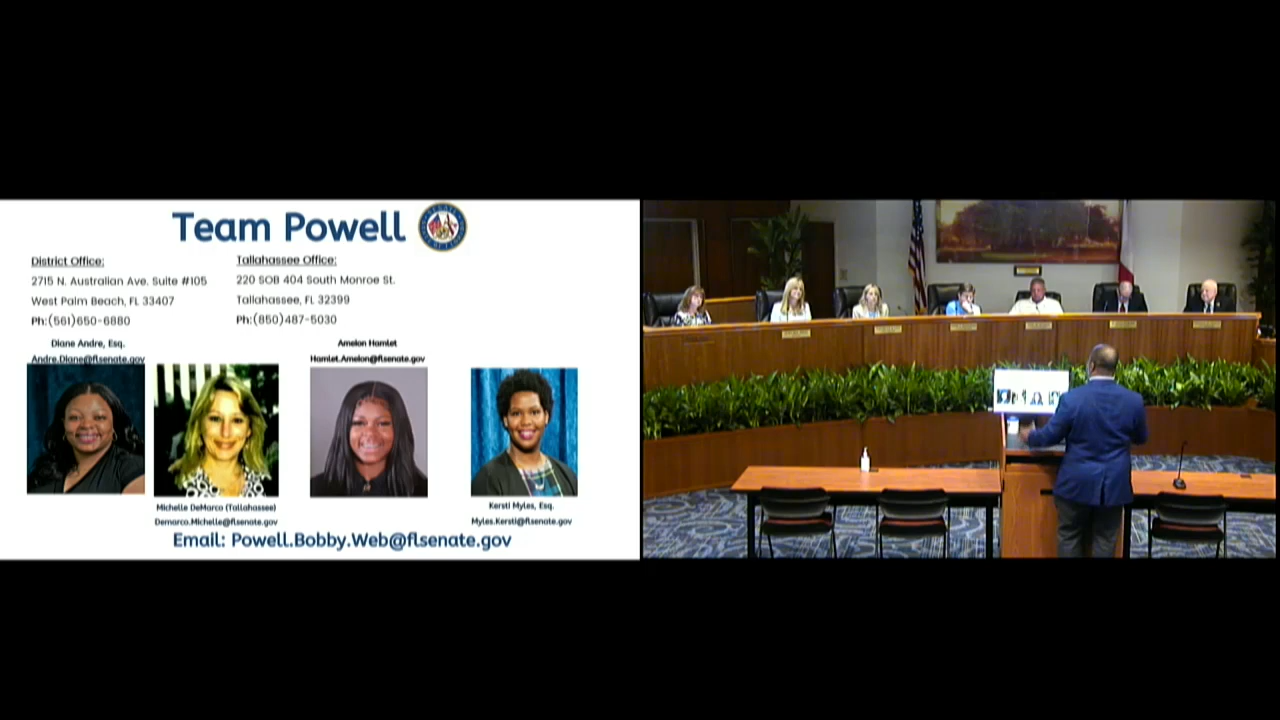 Team Powell
District Office:
2715 N. Australian Ave. Suite #105
West Palm Beach, FL 33407
Ph:(561)650-6880
Tallahassee Office:
220 SOB 404 South Monroe St.
Tallahassee, FL 32399
Ph:(850)487-5030
Diane Andre, Esq.
Andre.Diane@flsenate.gov
Amelon Hamlet
Hamlet.Amelon@flsenate.gov
Michelle DeMarco (Tallahassee)
Demarco.Michelle@flsenate.gov
Kersti Myles, Esq.
Myles.Kersti@flsenate.gov
Email: Powell.Bobby.Web@flsenate.gov